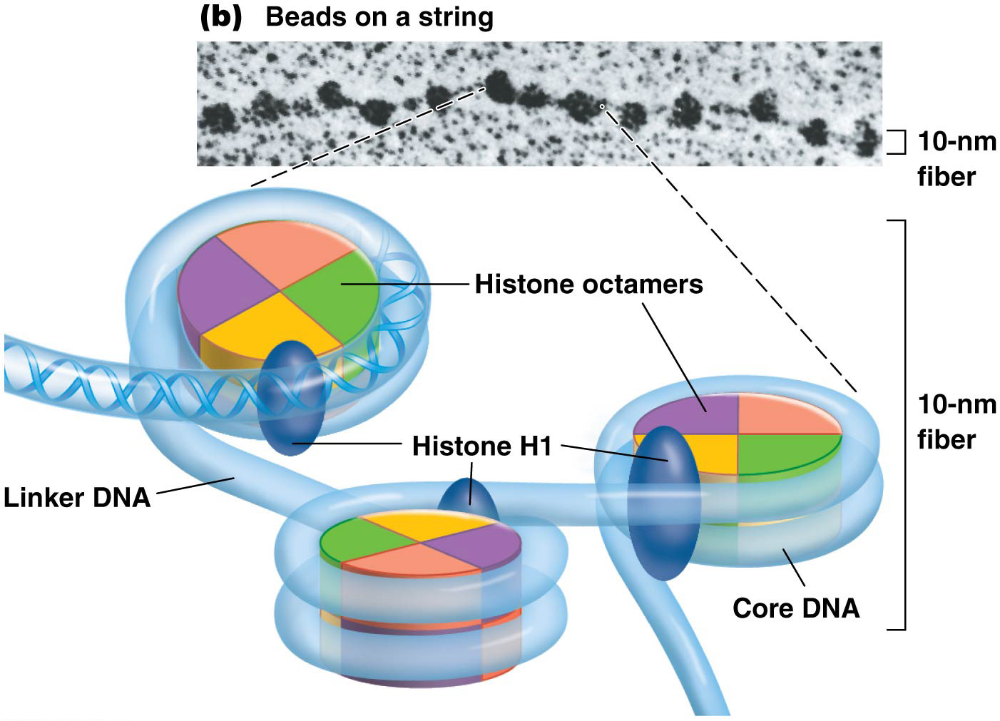 (b) Beads on a string
10-nm
fiber
Histone octamers
10-nm
fiber
Histone H1
Linker DNA
Core DNA